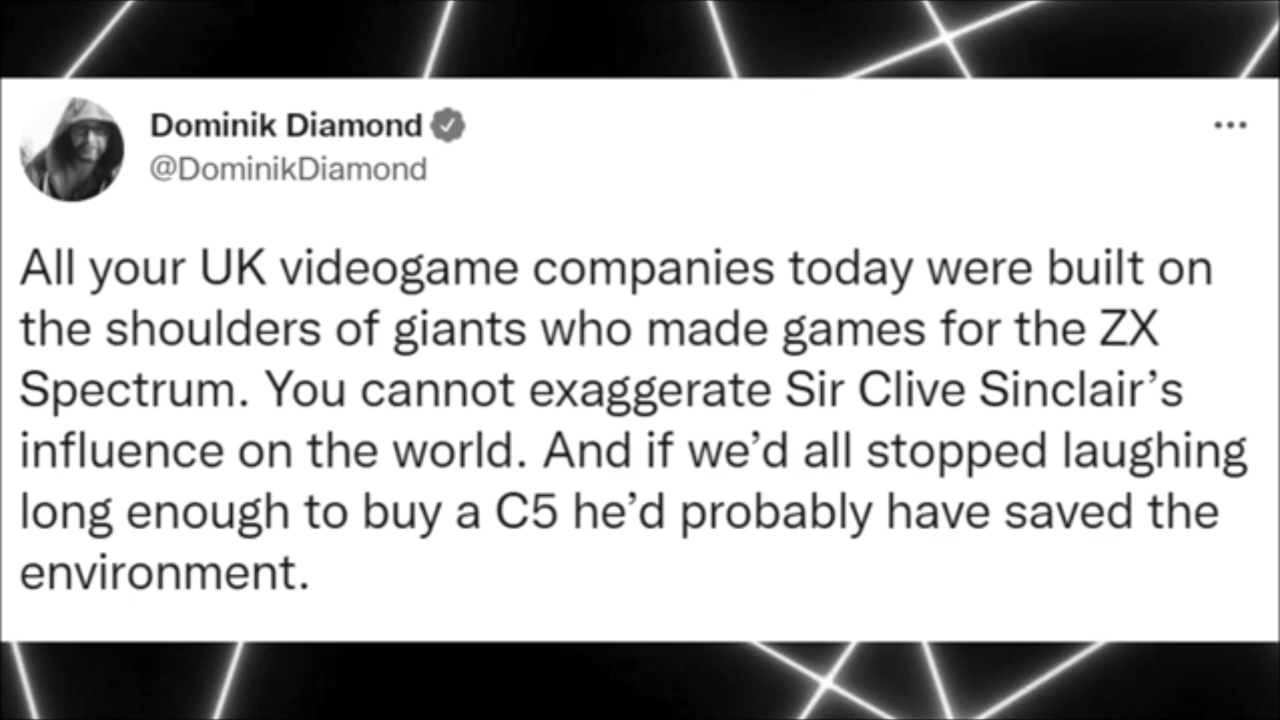 Dominik Diamond
@DominikDiamond
All your UK videogame companies today were built on
the shoulders of giants who made games for the ZX
Spectrum. You cannot exaggerate Sir Clive Sinclair’s
influence on the world. And if we’d all stopped laughing
long enough to buy a C5 he’d probably have saved the
environment.